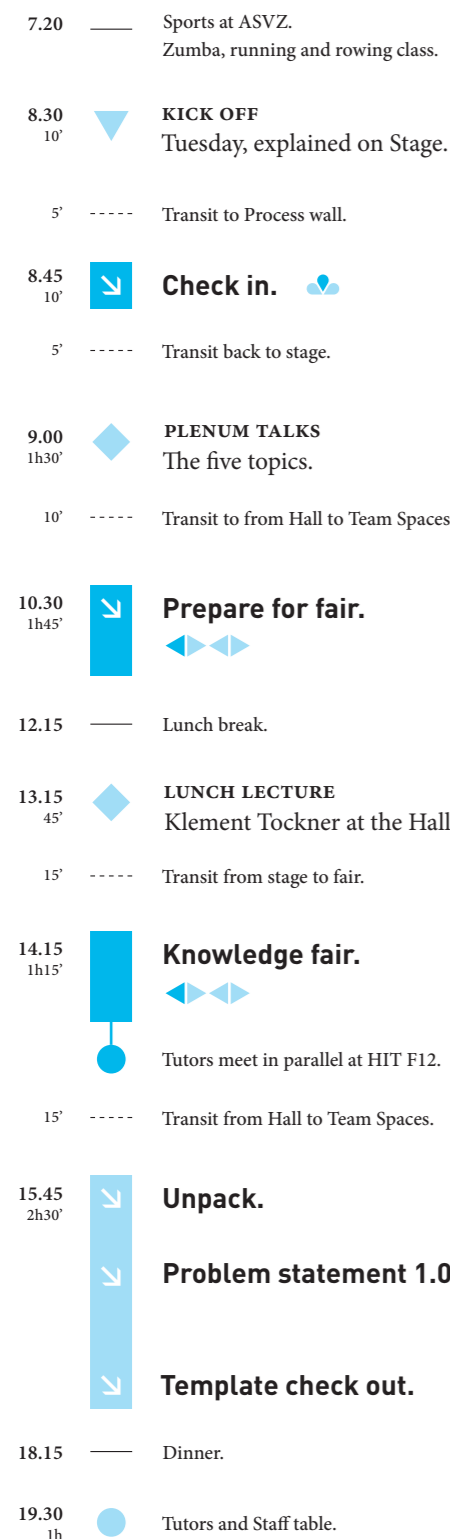 7.20 Sports at ASVZ.
Zumba, running and rowing class.
8.30 KICK OFF
10’ Tuesday, explained on Stage.
5’ Transit to Process wall.
8.45 Check in.
10’
5’ Transit back to stage.
9.00 PLENUM TALKS
1h30’ The five topics.
10’ Transit to from Hall to Team Spaces
10.30 Prepare for fair.
1h45’
12.15 Lunch break.
13.15 LUNCH LECTURE
45’ Klement Tockner at the Hall
15’ Transit from stage to fair.
14.15 Knowledge fair.
1h15’
Tutors meet in parallel at HIT F12.
15’ Transit from Hall to Team Spaces.
15.45 Unpack.
2h30’
Problem statement 1.0
Template check out.
18.15 Dinner.
19.30 Tutors and Staff table.
1h